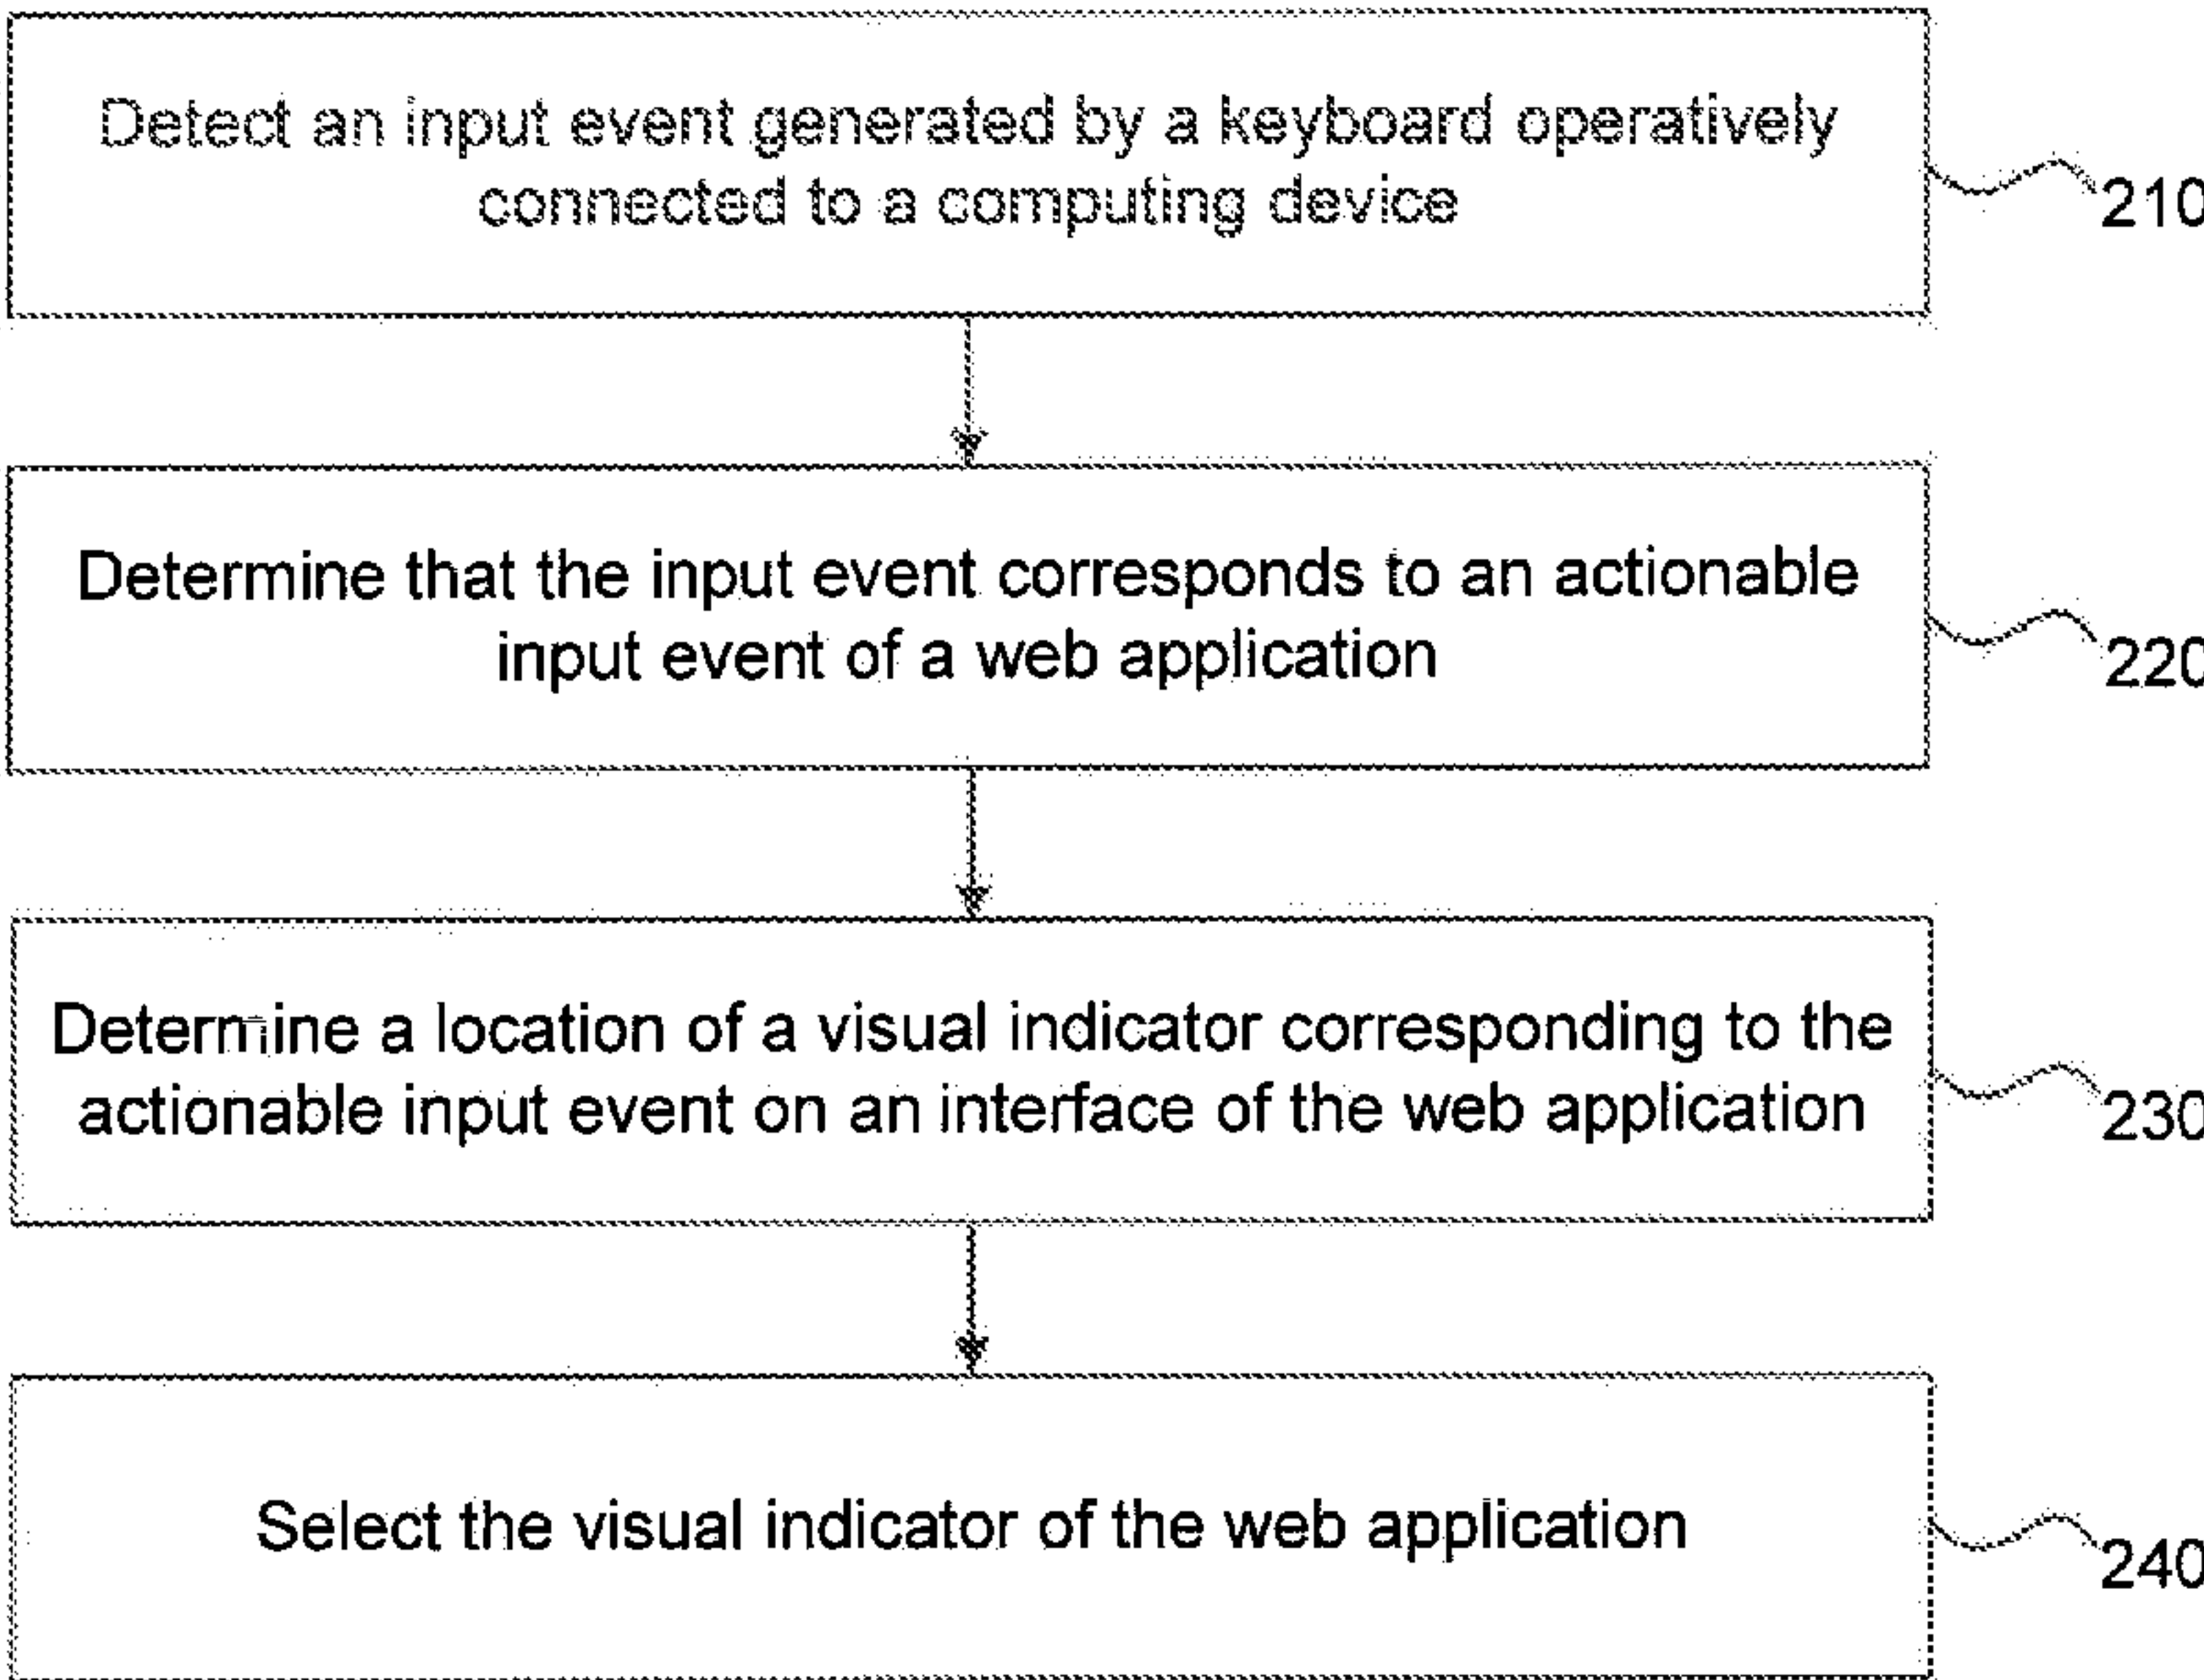 Detect an input event generated by a keyboard operatively
connected to a computing device
210
Determine that the input event corresponds to an actionable
input event of a web application
220
Determine a location of a visual indicator corresponding to the
actionable input event on an interface of the web application
230
Select the visual indicator of the web application
240